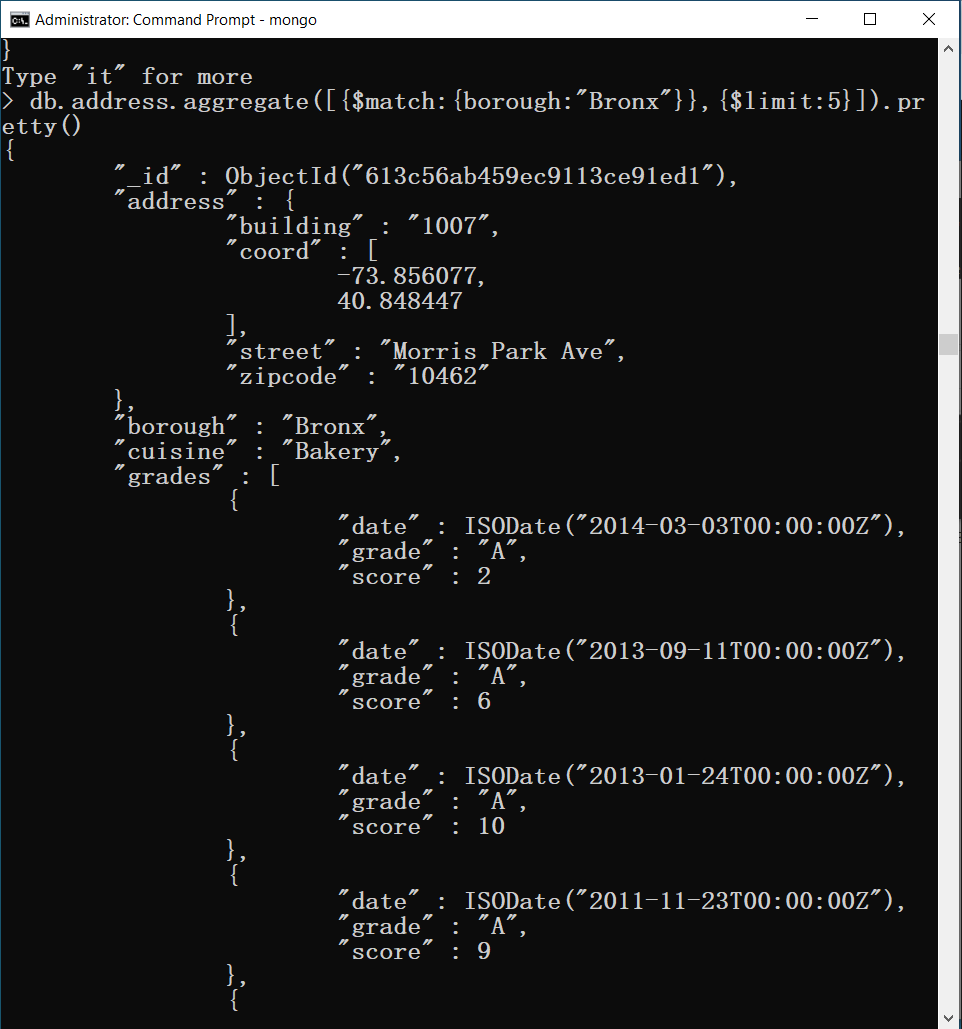 Administrator: Command Prompt - mongo
}
Type "it" for more
> db.address.aggregate([{$match:{borough:"Bronx"}},{$limit:5}]).pr
etty()
{
        "_id" : ObjectId("613c56ab459ec9113ce91ed1"),
        "address" : {
                "building" : "1007",
                "coord" : [
                        -73.856077,
                        40.848447
                ],
                "street" : "Morris Park Ave",
                "zipcode" : "10462"
        },
        "borough" : "Bronx",
        "cuisine" : "Bakery",
        "grades" : [
                {
                        "date" : ISODate("2014-03-03T00:00:00Z"),
                        "grade" : "A",
                        "score" : 2
                },
                {
                        "date" : ISODate("2013-09-11T00:00:00Z"),
                        "grade" : "A",
                        "score" : 6
                },
                {
                        "date" : ISODate("2013-01-24T00:00:00Z"),
                        "grade" : "A",
                        "score" : 10
                },
                {
                        "date" : ISODate("2011-11-23T00:00:00Z"),
                        "grade" : "A",
                        "score" : 9
                },
                {